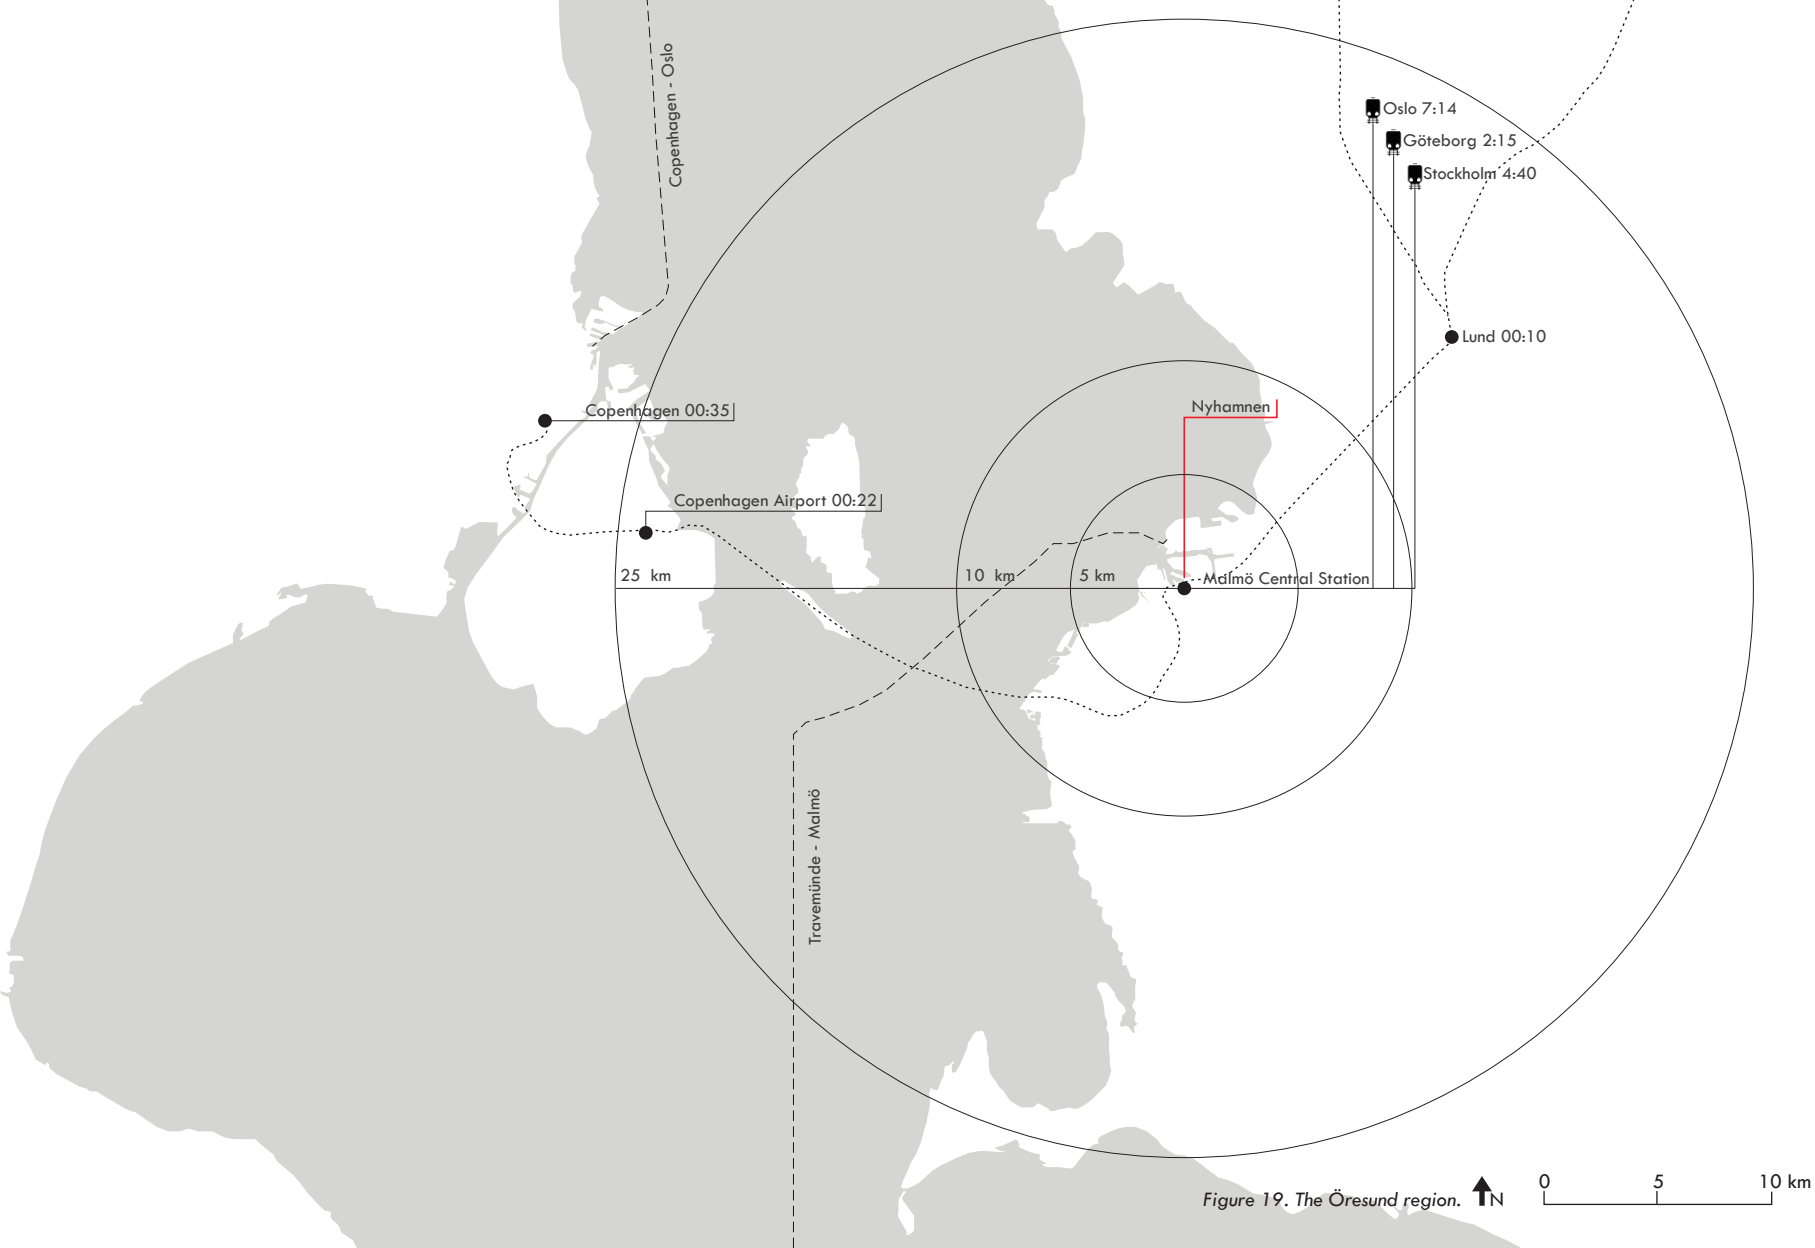 Copenhagen - Oslo
Oslo 7:14
Göteborg 2:15
Stockholm 4:40
Lund 00:10
Copenhagen 00:35
Nyhamnen
Copenhagen Airport 00:22
25 km
10 km
5 km
Malmö Central Station
Travemünde - Malmö
Figure 19. The Öresund region.
N
0 5 10 km